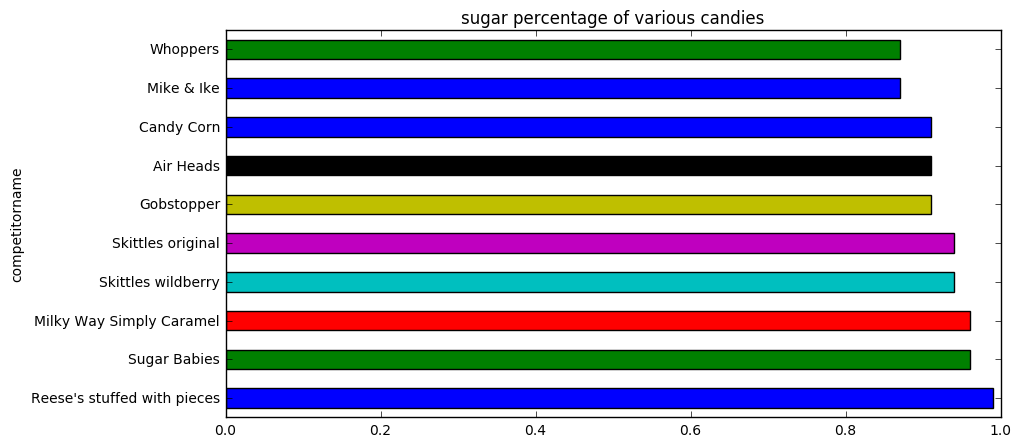 sugar percentage of various candies
competitorname
Whoppers
Mike & Ike
Candy Corn
Air Heads
Gobstopper
Skittles original
Skittles wildberry
Milky Way Simply Caramel
Sugar Babies
Reese's stuffed with pieces
0.0 0.2 0.4 0.6 0.8 1.0